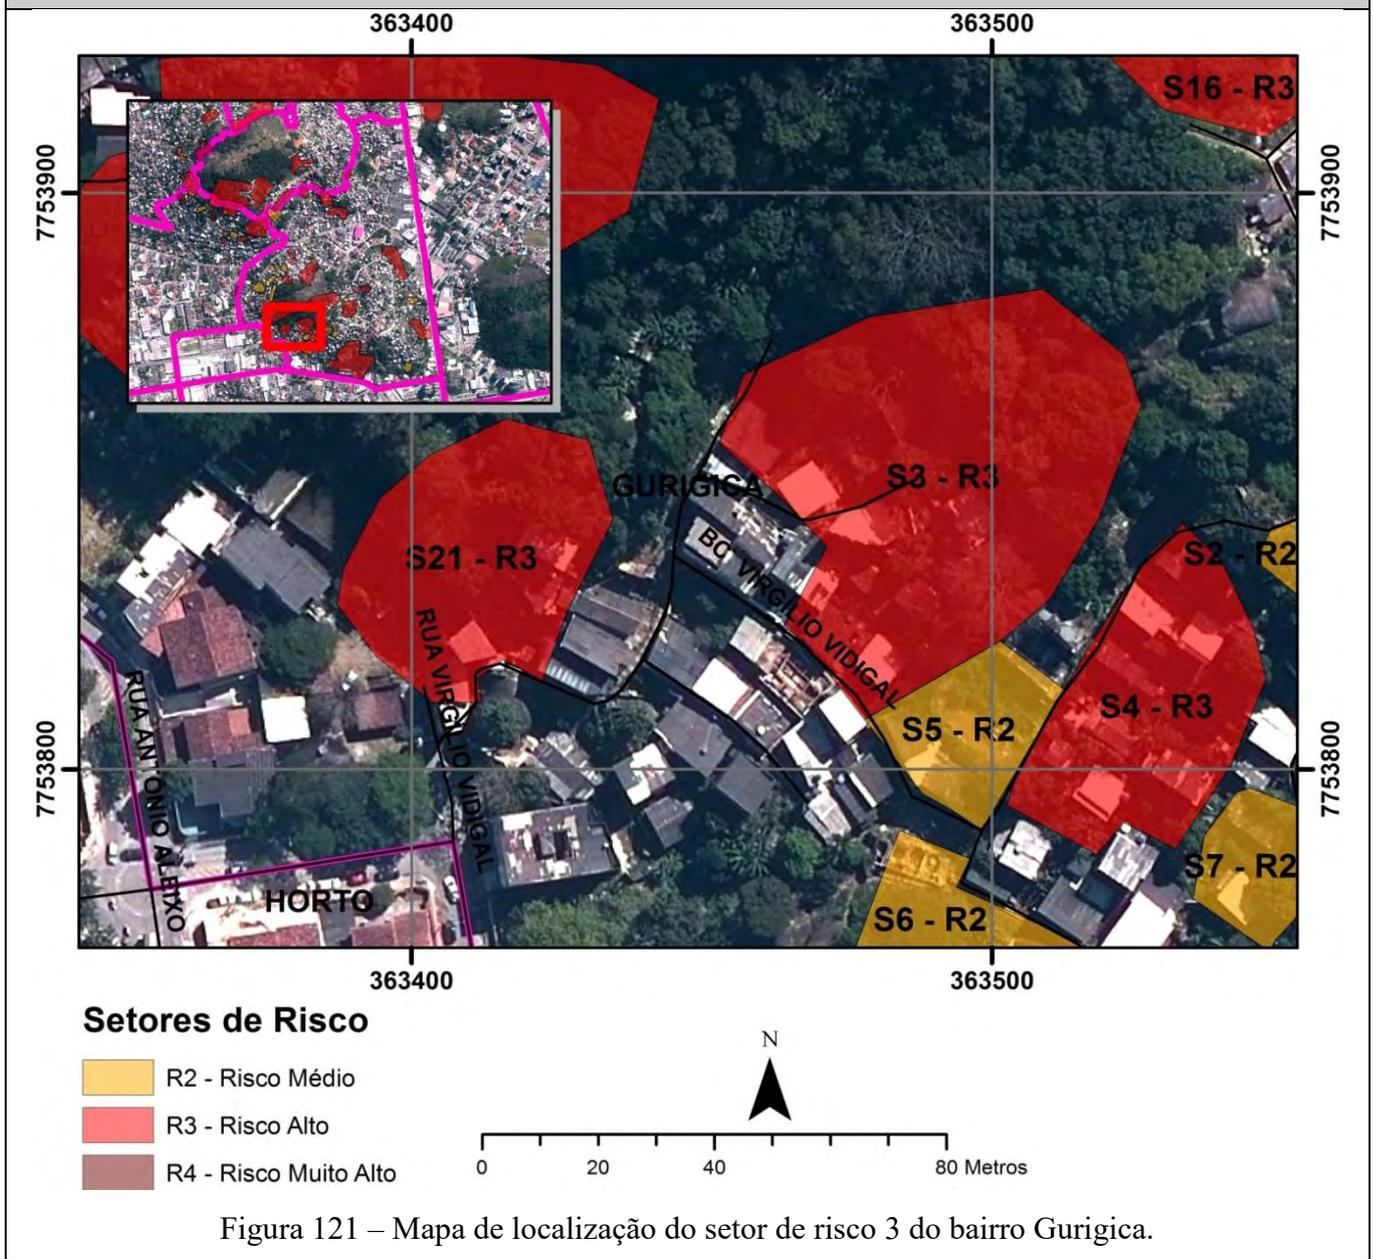 363400 363500
S16 - R3
7753900 7753900
GURIGICA
S3 - R3
S21 - R3
BC VIRGILIO VIDIGAL
S2 - R2
RUA VIRGILIO VIDIGAL
RUA ANTONIO ALEIXO
S4 - R3
S5 - R2
7753800 7753800
S7 - R2
HORTO
S6 - R2
363400 363500
Setores de Risco
R2 - Risco Médio
R3 - Risco Alto
R4 - Risco Muito Alto
N
0 20 40 80 Metros
Figura 121 – Mapa de localização do setor de risco 3 do bairro Gurigica.